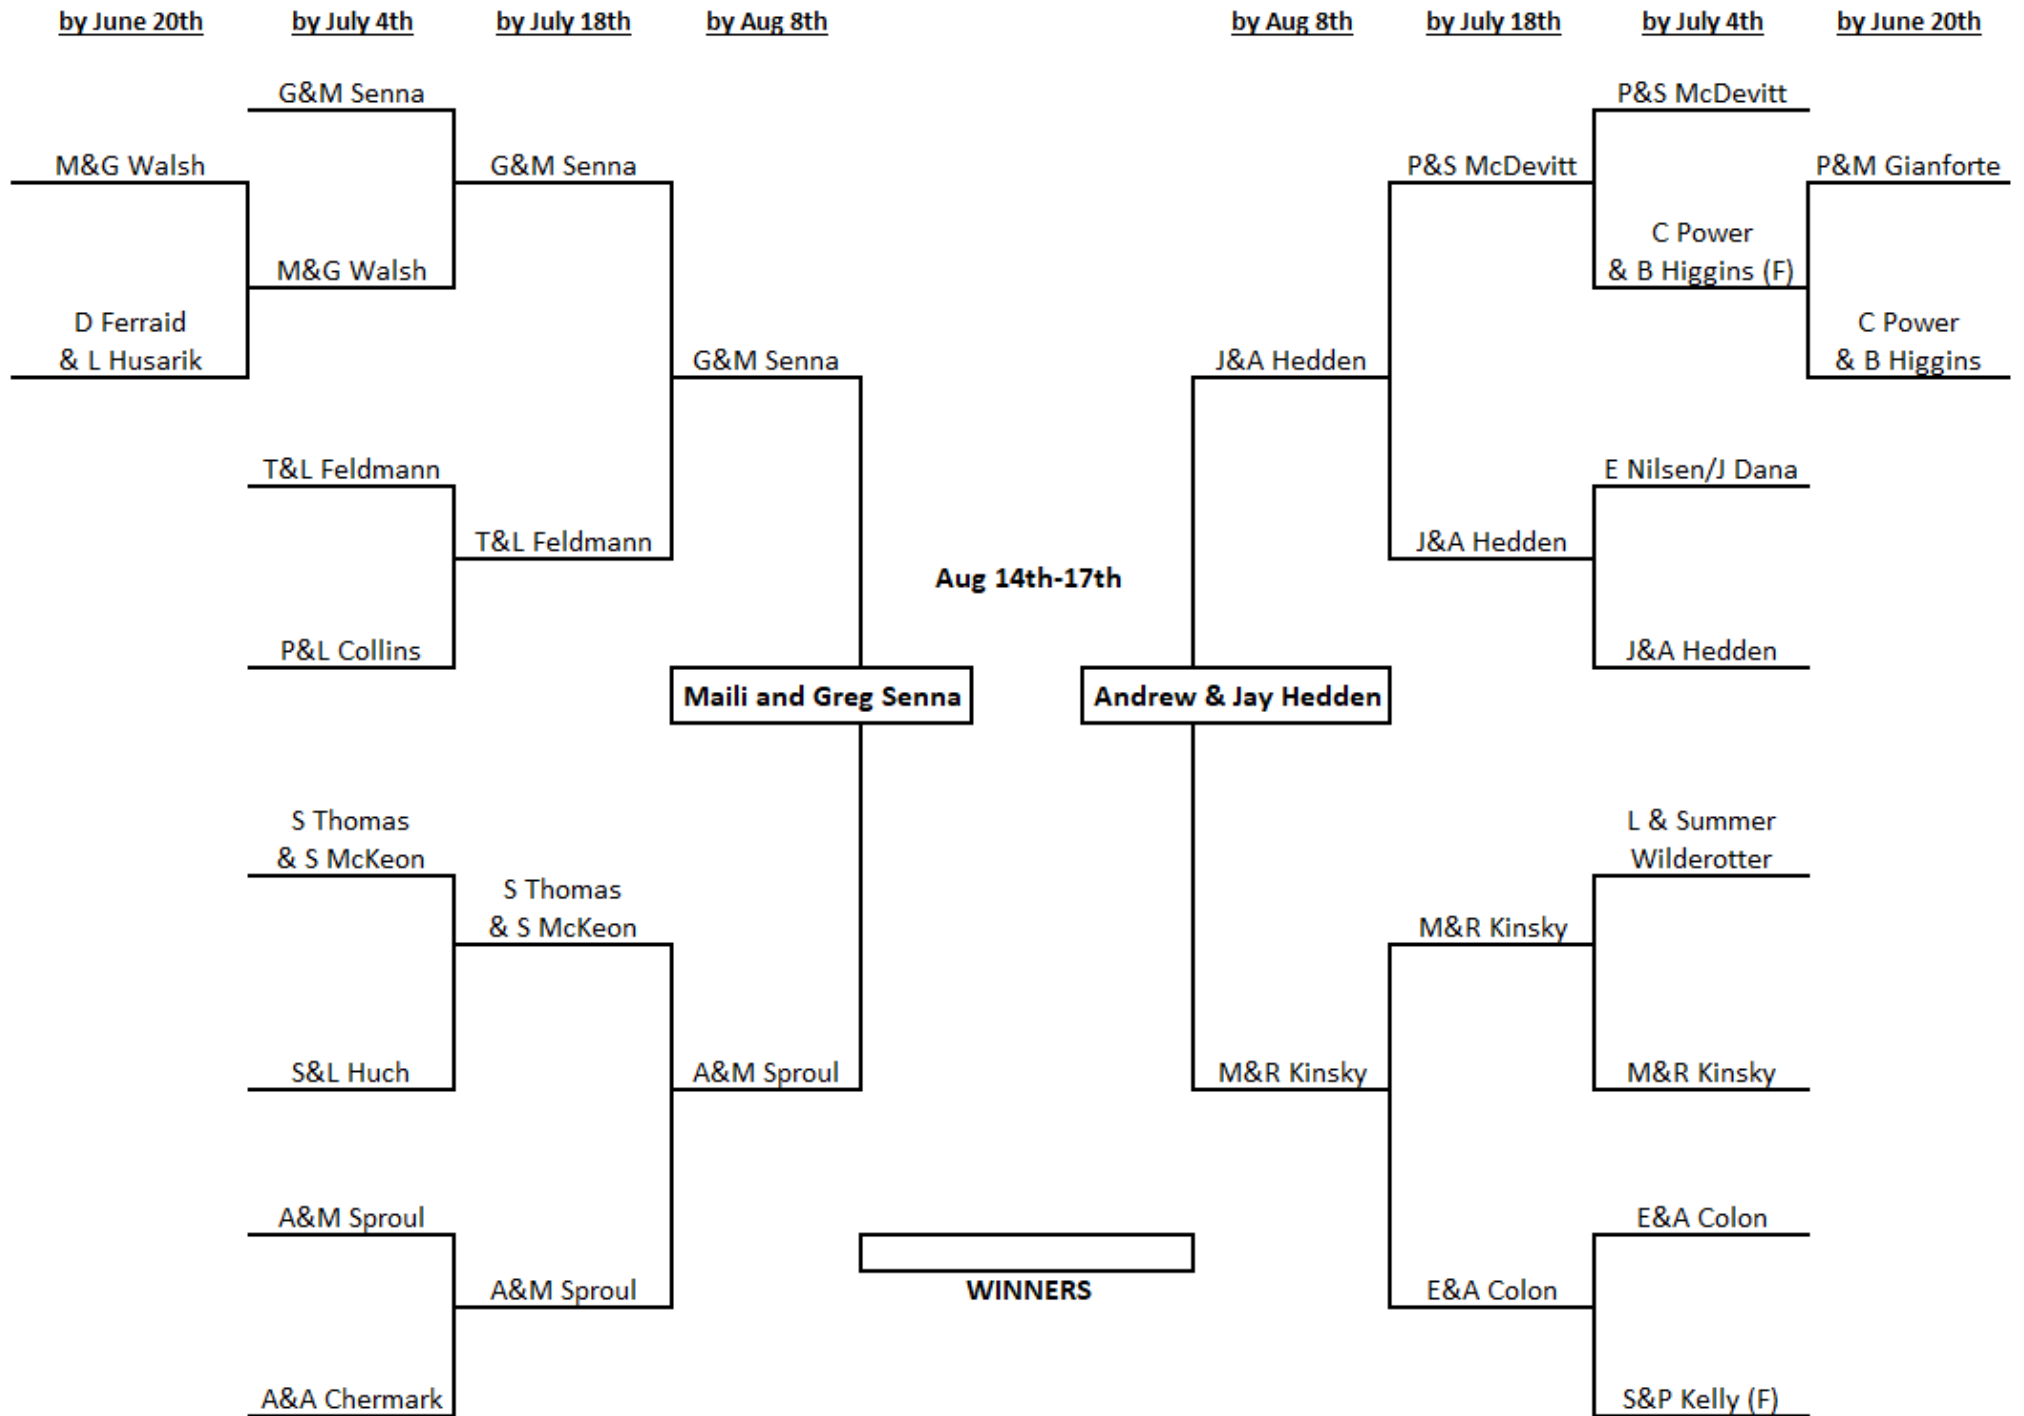 by June 20th
by July 4th
by July 18th
by Aug 8th
by Aug 8th
by July 18th
by July 4th
by June 20th
G&M Senna
P&S McDevitt
M&G Walsh
G&M Senna
P&S McDevitt
P&M Gianforte
M&G Walsh
C Power
& B Higgins (F)
D Ferraid
& L Husarik
G&M Senna
J&A Hedden
C Power
& B Higgins
T&L Feldmann
E Nilsen/J Dana
T&L Feldmann
J&A Hedden
Aug 14th-17th
P&L Collins
J&A Hedden
Maili and Greg Senna
Andrew & Jay Hedden
S Thomas
& S McKeon
L & Summer
Wilderotter
S Thomas
& S McKeon
M&R Kinsky
S&L Huch
A&M Sproul
M&R Kinsky
M&R Kinsky
A&M Sproul
E&A Colon
A&M Sproul
WINNERS
E&A Colon
A&A Chermark
S&P Kelly (F)